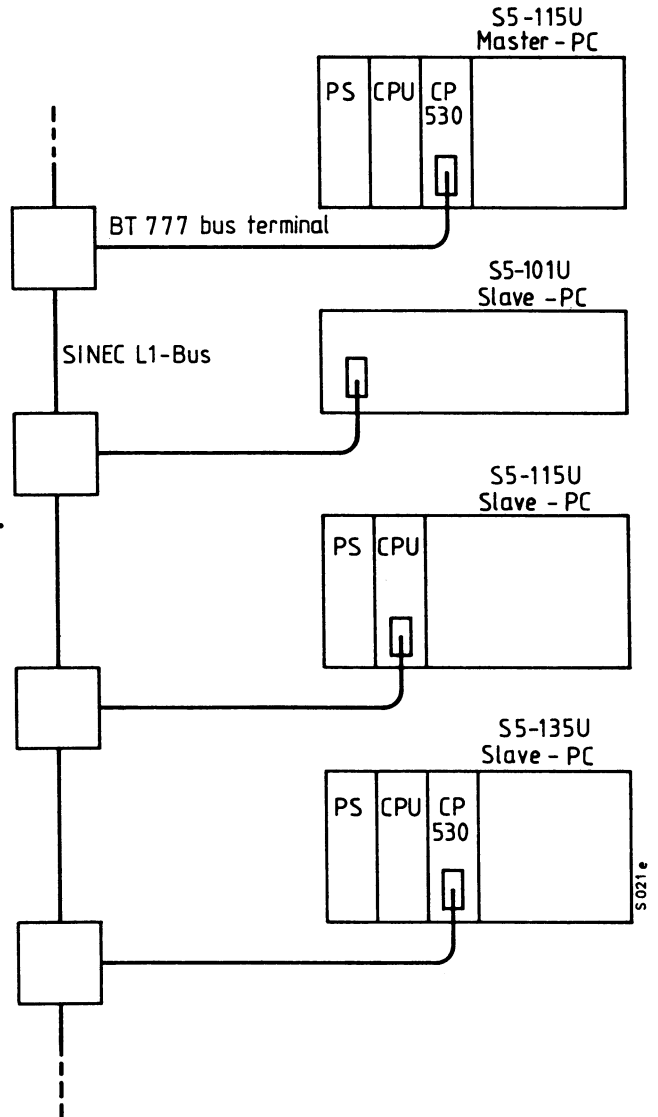 S5-115U
Master-PC
PS CPU CP
530
BT 777 bus terminal
S5-101U
Slave -PC
SINEC L1-Bus
S5-115U
Slave - PC
PS CPU
S5-135U
Slave - PC
PS CPU CP
530
S 021 e